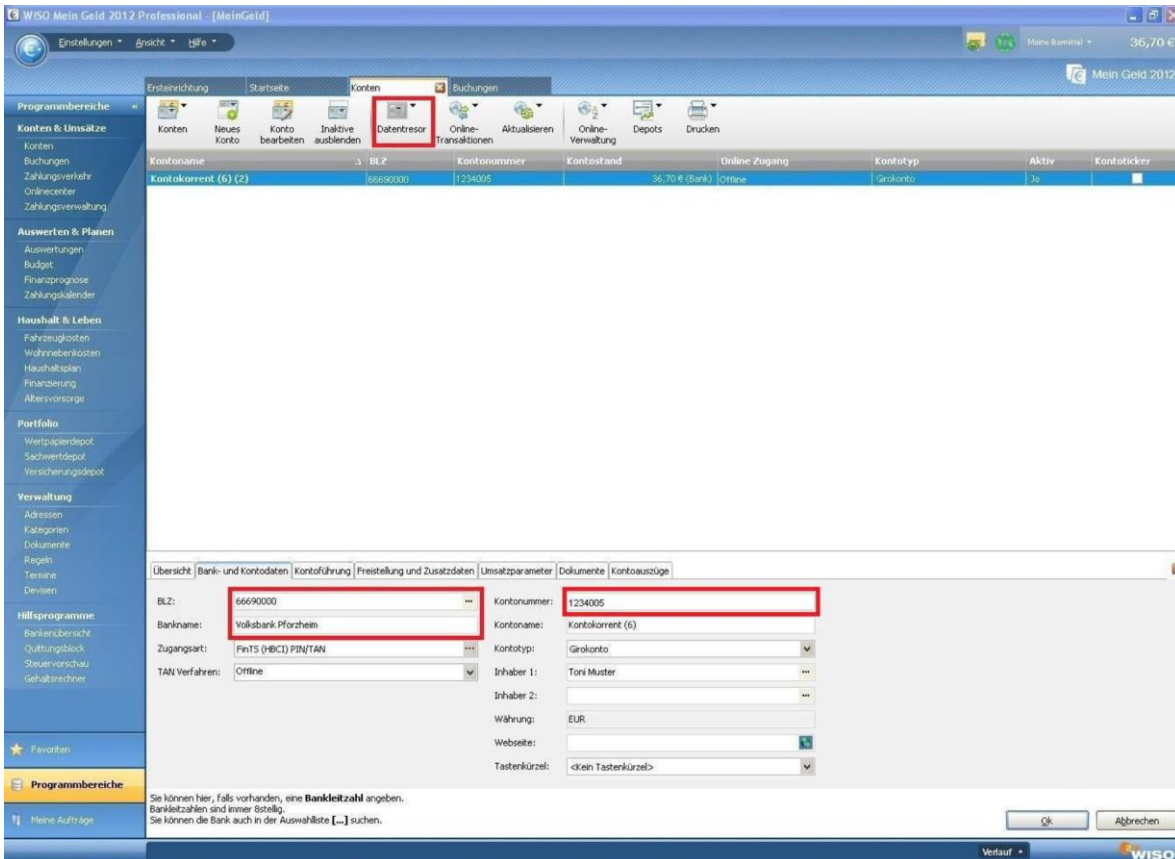 WISO Mein Geld 2012 Professional - [MeinGeld]
Einstellungen Ansicht Hilfe
Meine Barmittel 36,70 €
Mein Geld 2012
Ersteinrichtung Startseite Konten Buchungen
Programmbereiche
Konten & Umsätze
Konten
Buchungen
Zahlungsverkehr
Onlinecenter
Zahlungsverwaltung
Auswerten & Planen
Auswertungen
Budget
Finanzprognose
Zahlungskalender
Haushalt & Leben
Fahrzeugkosten
Wohnnebenkosten
Haushaltsplan
Finanzierung
Altersvorsorge
Portfolio
Wertpapierdepot
Sachwertdepot
Versicherungsdepot
Verwaltung
Adressen
Kategorien
Dokumente
Regeln
Termine
Devisen
Hilfsprogramme
Bankenübersicht
Quittungsblock
Steuervorschau
Gehaltsrechner
Favoriten
Programmbereiche
Meine Aufträge
Konten Neues Konto Inaktive Datentresor Online- Aktualisieren Online- Depots Drucken
Konto bearbeiten ausblenden Transaktionen Verwaltung
Kontoname BLZ Kontonummer Kontostand Online Zugang Kontotyp Aktiv Kontoticker
Kontokorrent (6) (2) 66690000 1234005 36,70 € (Bank) Offline Girokonto Ja
Übersicht Bank- und Kontodaten Kontoführung Freistellung und Zusatzdaten Umsatzparameter Dokumente Kontoauszüge
BLZ: 66690000 ... Kontonummer: 1234005
Bankname: Volksbank Pforzheim Kontoname: Kontokorrent (6)
Zugangsart: FinTS (HBCI) PIN/TAN ... Kontotyp: Girokonto
TAN Verfahren: Offline Inhaber 1: Toni Muster ...
Inhaber 2: ...
Währung: EUR
Webseite:
Tastenkürzel: <Kein Tastenkürzel>
Sie können hier, falls vorhanden, eine Bankleitzahl angeben.
Bankleitzahlen sind immer 8stellig.
Sie können die Bank auch in der Auswahlliste [...] suchen.
Ok Abbrechen
Verlauf
WISO